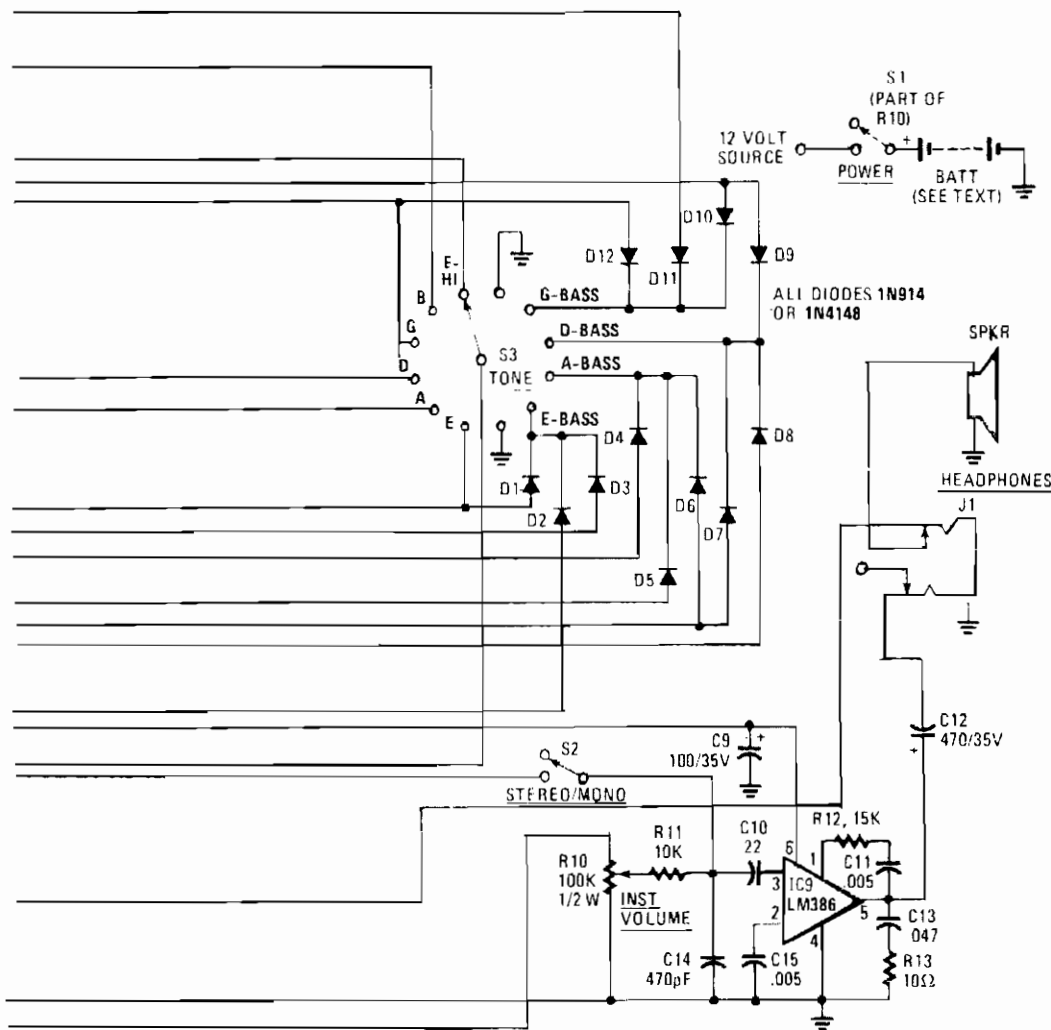 S1
(PART OF
R10)
12 VOLT
SOURCE
+
POWER
BATT
(SEE TEXT)
D10
D12
D11
D9
E-
HI
B
G-BASS
ALL DIODES 1N914
OR 1N4148
G
D-BASS
SPKR
S3
TONE
A-BASS
D
A
E
E-BASS
D4
D8
D1
D3
D6
D2
D7
HEADPHONES
J1
D5
C12
470/35V
+
C9
100/35V
+
S2
STEREO/MONO
R12, 15K
R11
10K
C10
22
6
1
C11
.005
R10
100K
1/2 W
INST
VOLUME
3
IC9
LM386
2
5
4
C13
047
C14
470pF
C15
.005
R13
10Ω